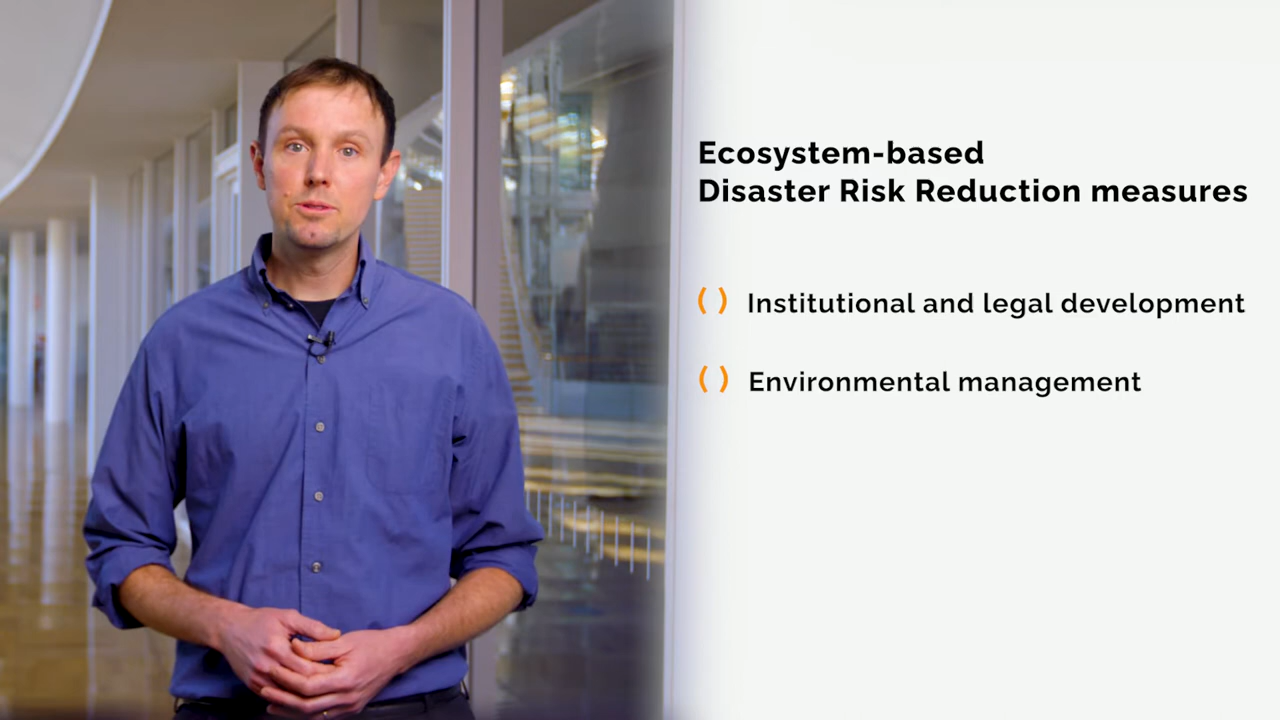 Ecosystem-based
Disaster Risk Reduction measures
( ) Institutional and legal development
( ) Environmental management